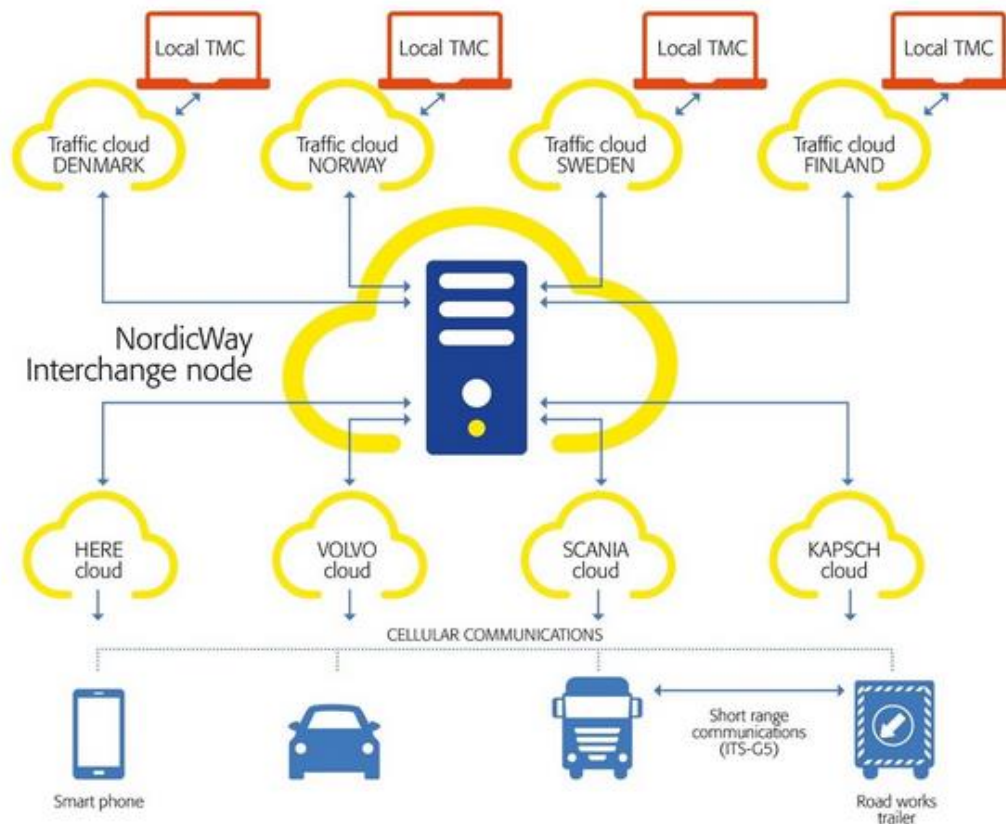 Local TMC
Local TMC
Local TMC
Local TMC
Traffic cloud
DENMARK
Traffic cloud
NORWAY
Traffic cloud
SWEDEN
Traffic cloud
FINLAND
NordicWay
Interchange node
HERE
cloud
VOLVO
cloud
SCANIA
cloud
KAPSCH
cloud
CELLULAR COMMUNICATIONS
Short range
communications
(ITS-G5)
Smart phone
Road works
trailer